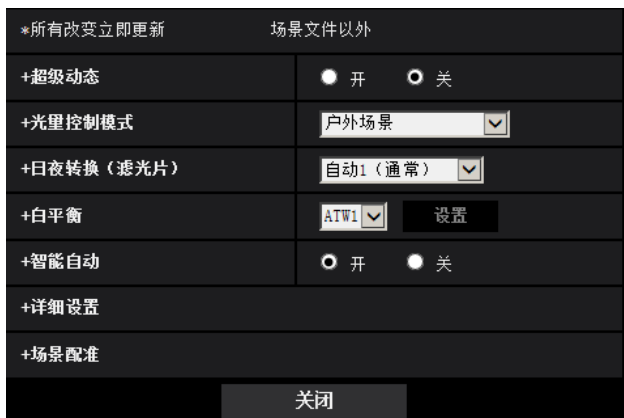 *所有改变立即更新 场景文件以外
+超级动态 开 关
+光量控制模式 户外场景
+日夜转换（滤光片） 自动1（通常）
+白平衡 ATW1 设置
+智能自动 开 关
+详细设置
+场景配准
关闭